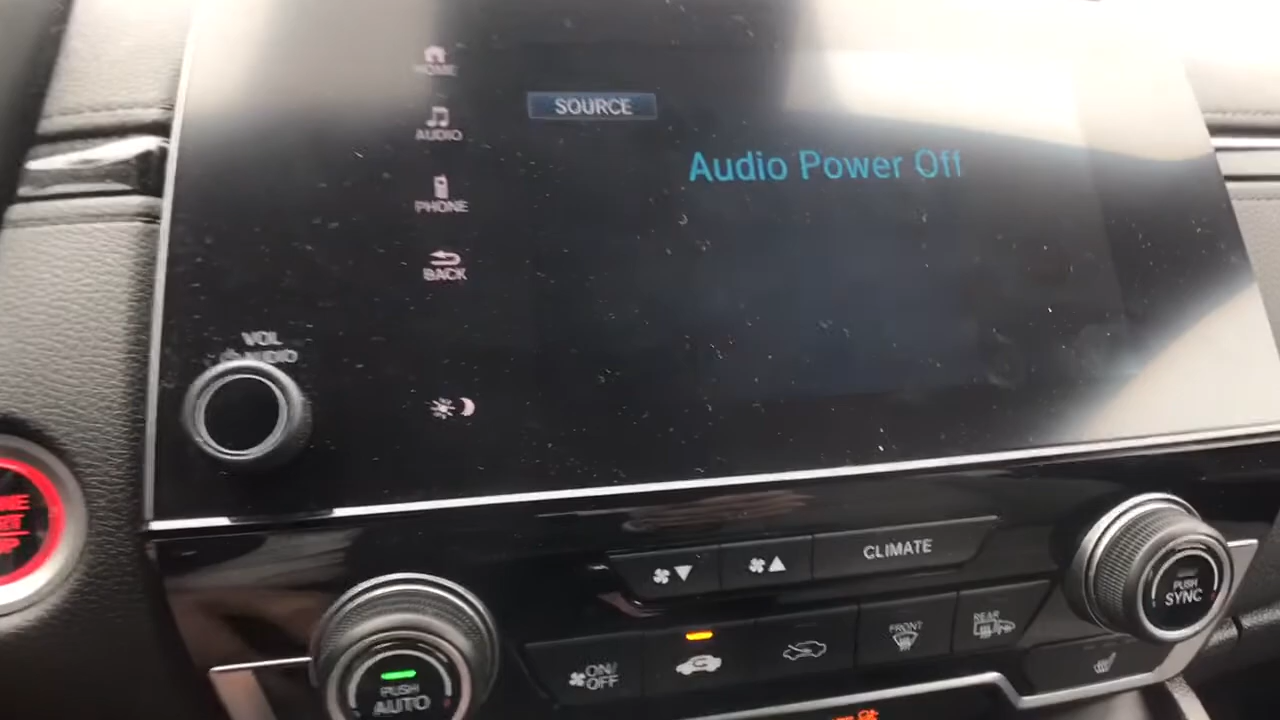 HOME
SOURCE
AUDIO
Audio Power Off
PHONE
BACK
VOL
AUDIO
CLIMATE
PUSH
SYNC
FRONT
REAR
ON/
OFF
PUSH
AUTO